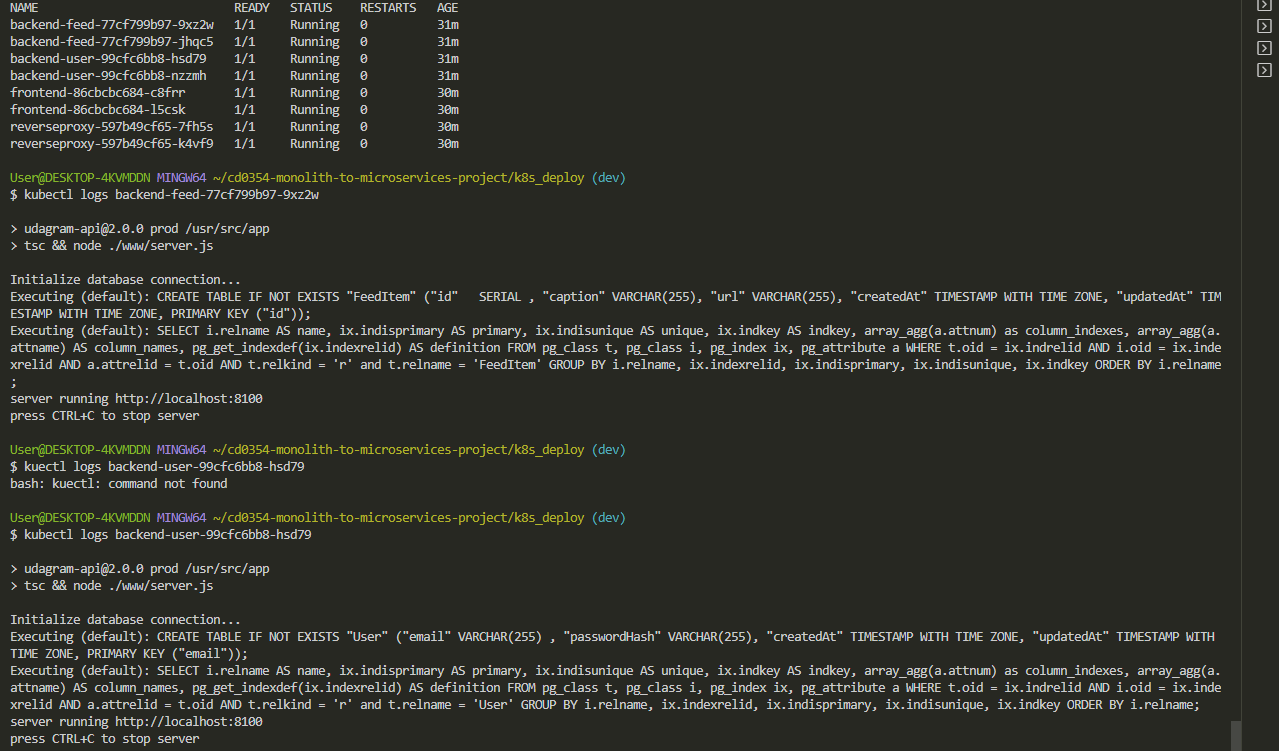 NAME                            READY   STATUS    RESTARTS   AGE
backend-feed-77cf799b97-9xz2w   1/1     Running   0          31m
backend-feed-77cf799b97-jhqc5   1/1     Running   0          31m
backend-user-99cfc6bb8-hsd79    1/1     Running   0          31m
backend-user-99cfc6bb8-nzzmh    1/1     Running   0          31m
frontend-86cbcbc684-c8frr       1/1     Running   0          30m
frontend-86cbcbc684-l5csk       1/1     Running   0          30m
reverseproxy-597b49cf65-7fh5s   1/1     Running   0          30m
reverseproxy-597b49cf65-k4vf9   1/1     Running   0          30m
User@DESKTOP-4KVMDDN MINGW64 ~/cd0354-monolith-to-microservices-project/k8s_deploy (dev)
$ kubectl logs backend-feed-77cf799b97-9xz2w
> udagram-api@2.0.0 prod /usr/src/app
> tsc && node ./www/server.js
Initialize database connection...
Executing (default): CREATE TABLE IF NOT EXISTS "FeedItem" ("id"   SERIAL , "caption" VARCHAR(255), "url" VARCHAR(255), "createdAt" TIMESTAMP WITH TIME ZONE, "updatedAt" TIM
ESTAMP WITH TIME ZONE, PRIMARY KEY ("id"));
Executing (default): SELECT i.relname AS name, ix.indisprimary AS primary, ix.indisunique AS unique, ix.indkey AS indkey, array_agg(a.attnum) as column_indexes, array_agg(a.
attname) AS column_names, pg_get_indexdef(ix.indexrelid) AS definition FROM pg_class t, pg_class i, pg_index ix, pg_attribute a WHERE t.oid = ix.indrelid AND i.oid = ix.inde
xrelid AND a.attrelid = t.oid AND t.relkind = 'r' and t.relname = 'FeedItem' GROUP BY i.relname, ix.indexrelid, ix.indisprimary, ix.indisunique, ix.indkey ORDER BY i.relname
;
server running http://localhost:8100
press CTRL+C to stop server
User@DESKTOP-4KVMDDN MINGW64 ~/cd0354-monolith-to-microservices-project/k8s_deploy (dev)
$ kuectl logs backend-user-99cfc6bb8-hsd79
bash: kuectl: command not found
User@DESKTOP-4KVMDDN MINGW64 ~/cd0354-monolith-to-microservices-project/k8s_deploy (dev)
$ kubectl logs backend-user-99cfc6bb8-hsd79
> udagram-api@2.0.0 prod /usr/src/app
> tsc && node ./www/server.js
Initialize database connection...
Executing (default): CREATE TABLE IF NOT EXISTS "User" ("email" VARCHAR(255) , "passwordHash" VARCHAR(255), "createdAt" TIMESTAMP WITH TIME ZONE, "updatedAt" TIMESTAMP WITH
TIME ZONE, PRIMARY KEY ("email"));
Executing (default): SELECT i.relname AS name, ix.indisprimary AS primary, ix.indisunique AS unique, ix.indkey AS indkey, array_agg(a.attnum) as column_indexes, array_agg(a.
attname) AS column_names, pg_get_indexdef(ix.indexrelid) AS definition FROM pg_class t, pg_class i, pg_index ix, pg_attribute a WHERE t.oid = ix.indrelid AND i.oid = ix.inde
xrelid AND a.attrelid = t.oid AND t.relkind = 'r' and t.relname = 'User' GROUP BY i.relname, ix.indexrelid, ix.indisprimary, ix.indisunique, ix.indkey ORDER BY i.relname;
server running http://localhost:8100
press CTRL+C to stop server